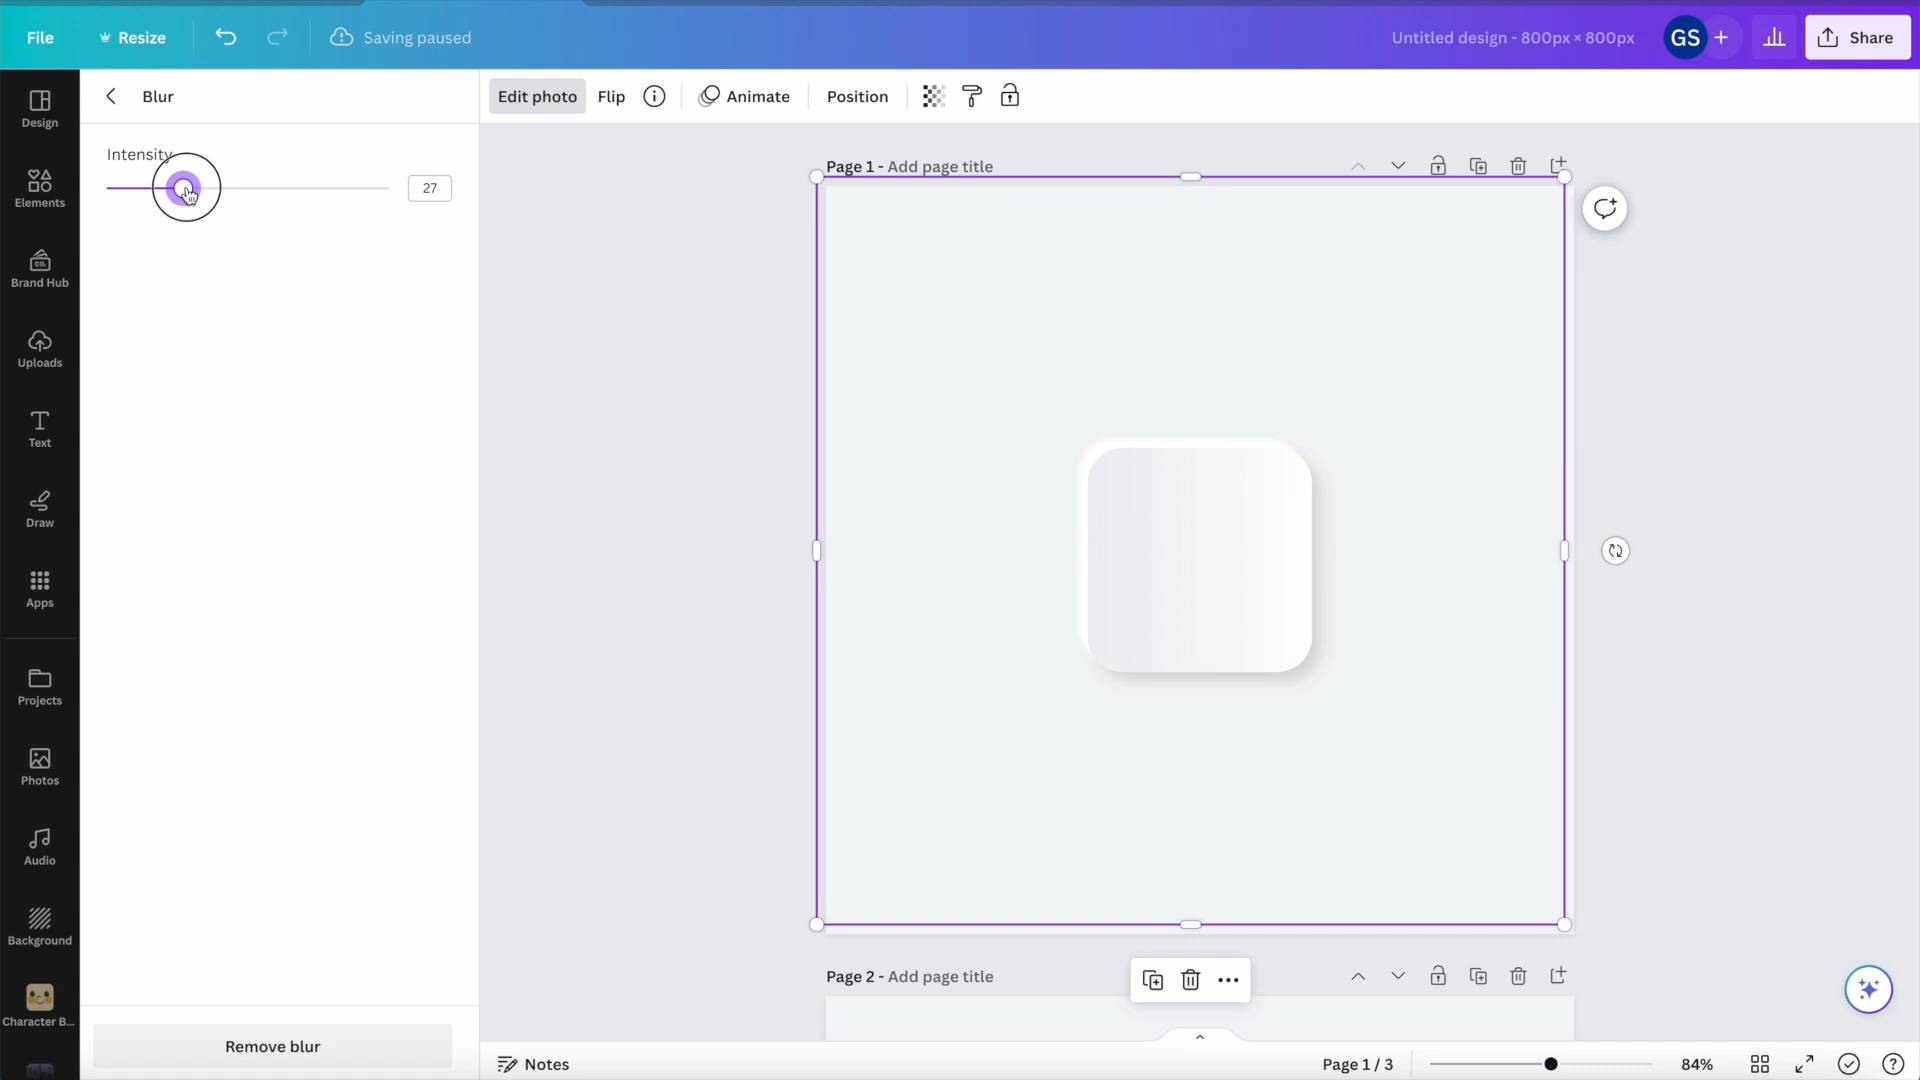 File
Resize
Saving paused
Untitled design - 800px × 800px
GS
Share
Design
Elements
CO.
Brand Hub
Uploads
Text
Draw
Apps
Projects
Photos
Audio
Background
Character B...
Blur
Intensity
27
Remove blur
Edit photo
Flip
Animate
Position
Page 1 - Add page title
Page 2 - Add page title
Notes
Page 1 / 3
84%